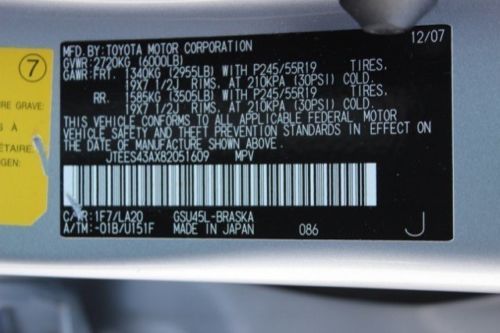 MFD. BY: TOYOTA MOTOR CORPORATION 12/07
GVWR: 2720KG (6000LB)
GAWR: FRT. 1340KG (2955LB) WITH P245/55R19 TIRES.
19X7 1/2J RIMS. AT 210KPA (30PSI) COLD.
RR. 1585KG (3500LB) WITH P245/55R19 TIRES.
19X7 1/2J RIMS. AT 210KPA (30PSI) COLD.
THIS VEHICLE CONFORMS TO ALL APPLICABLE FEDERAL MOTOR
VEHICLE SAFETY AND THEFT PREVENTION STANDARDS IN EFFECT ON
THE DATE OF MANUFACTURE SHOWN ABOVE.
JTEES43AX82051609 MPV
C/TR: 1F7/LA20 GSU45L-BRASKA
A/TM: -01B/U151F MADE IN JAPAN 086 J
7
URE GRAVE:
S À
ÉTAIRE
GEN: